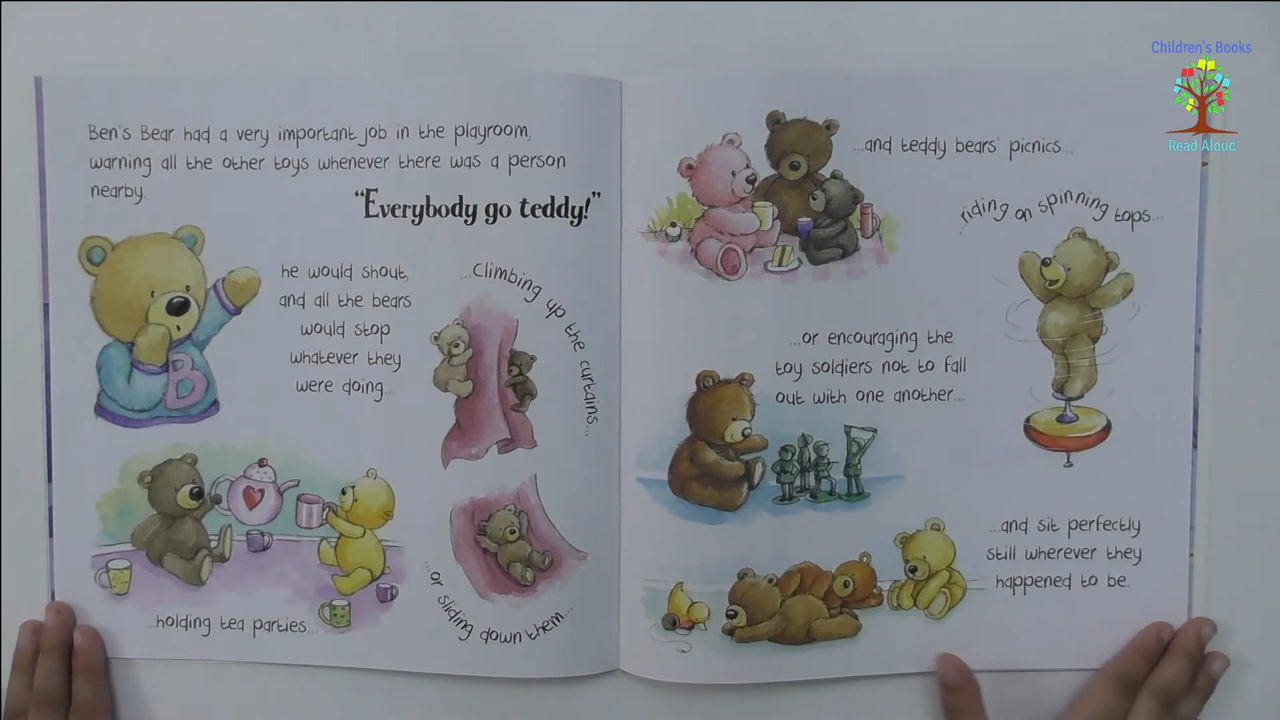 Ben's Bear had a very important job in the playroom,
warning all the other toys whenever there was a person
nearby.
"Everybody go teddy!"
he would shout,
and all the bears
would stop
whatever they
were doing...
...holding tea parties...
...climbing up the curtains...
...or sliding down them...
...and teddy bears' picnics...
...riding on spinning tops...
...or encouraging the
toy soldiers not to fall
out with one another...
...and sit perfectly
still wherever they
happened to be.
B
Children's Books
Read Aloud